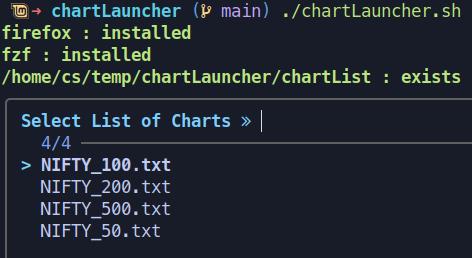 ➜ chartLauncher ( main) ./chartLauncher.sh
firefox : installed
fzf : installed
/home/cs/temp/chartLauncher/chartList : exists
Select List of Charts »
4/4
> NIFTY_100.txt
NIFTY_200.txt
NIFTY_500.txt
NIFTY_50.txt